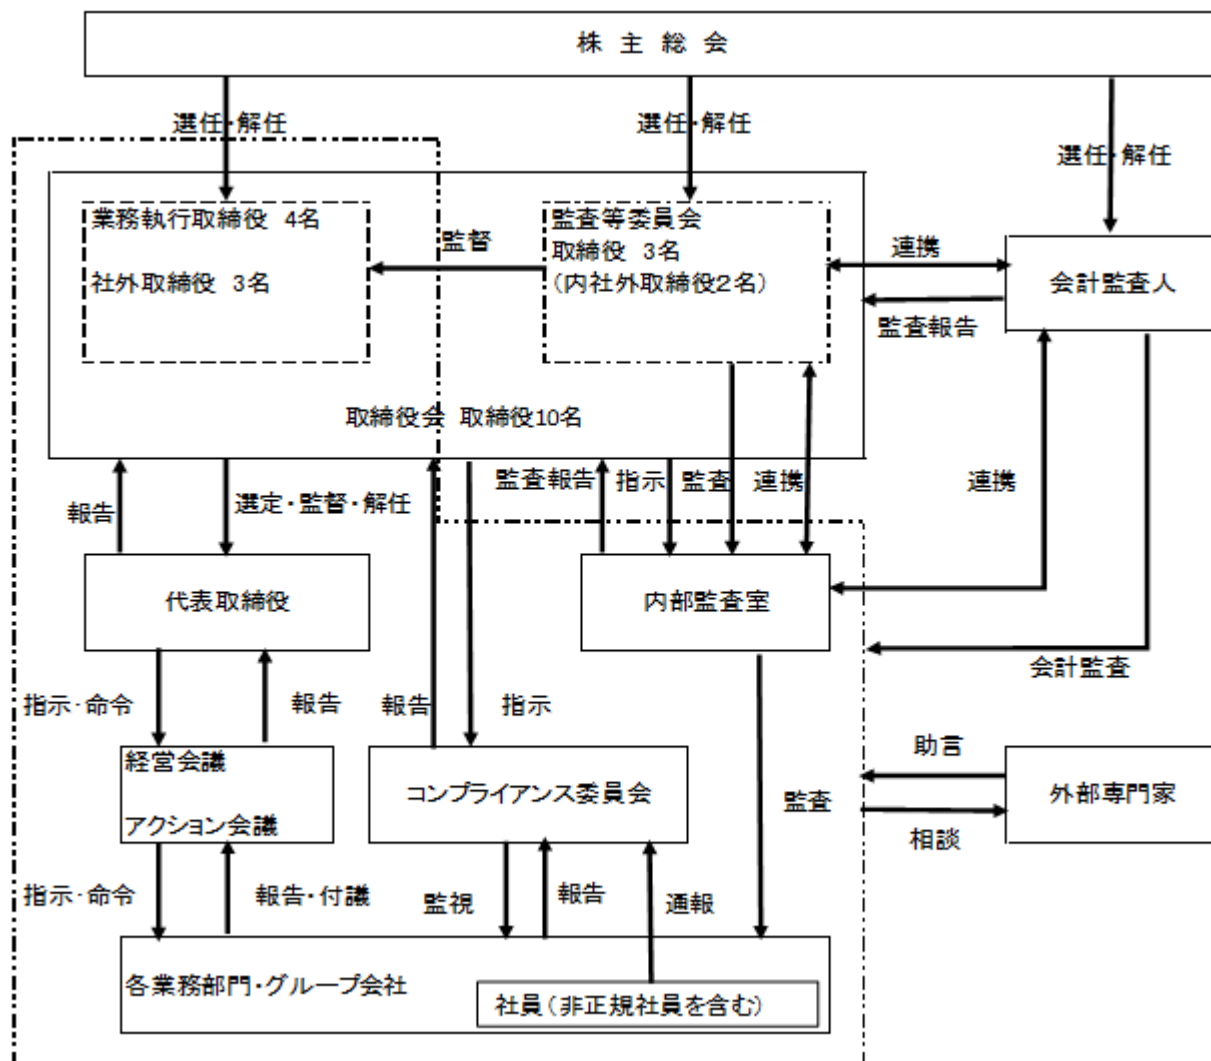 株 主 総 会
選任・解任
選任・解任
選任・解任
業務執行取締役 4名
社外取締役 3名
監督
監査等委員会
取締役 3名
(内社外取締役2名)
連携
会計監査人
監査報告
取締役会 取締役10名
報告
選定・監督・解任
監査報告
指示
監査
連携
連携
代表取締役
内部監査室
会計監査
指示・命令
報告
報告
指示
経営会議
アクション会議
コンプライアンス委員会
監査
助言
外部専門家
相談
指示・命令
報告・付議
監視
報告
通報
各業務部門・グループ会社
社員(非正規社員を含む)